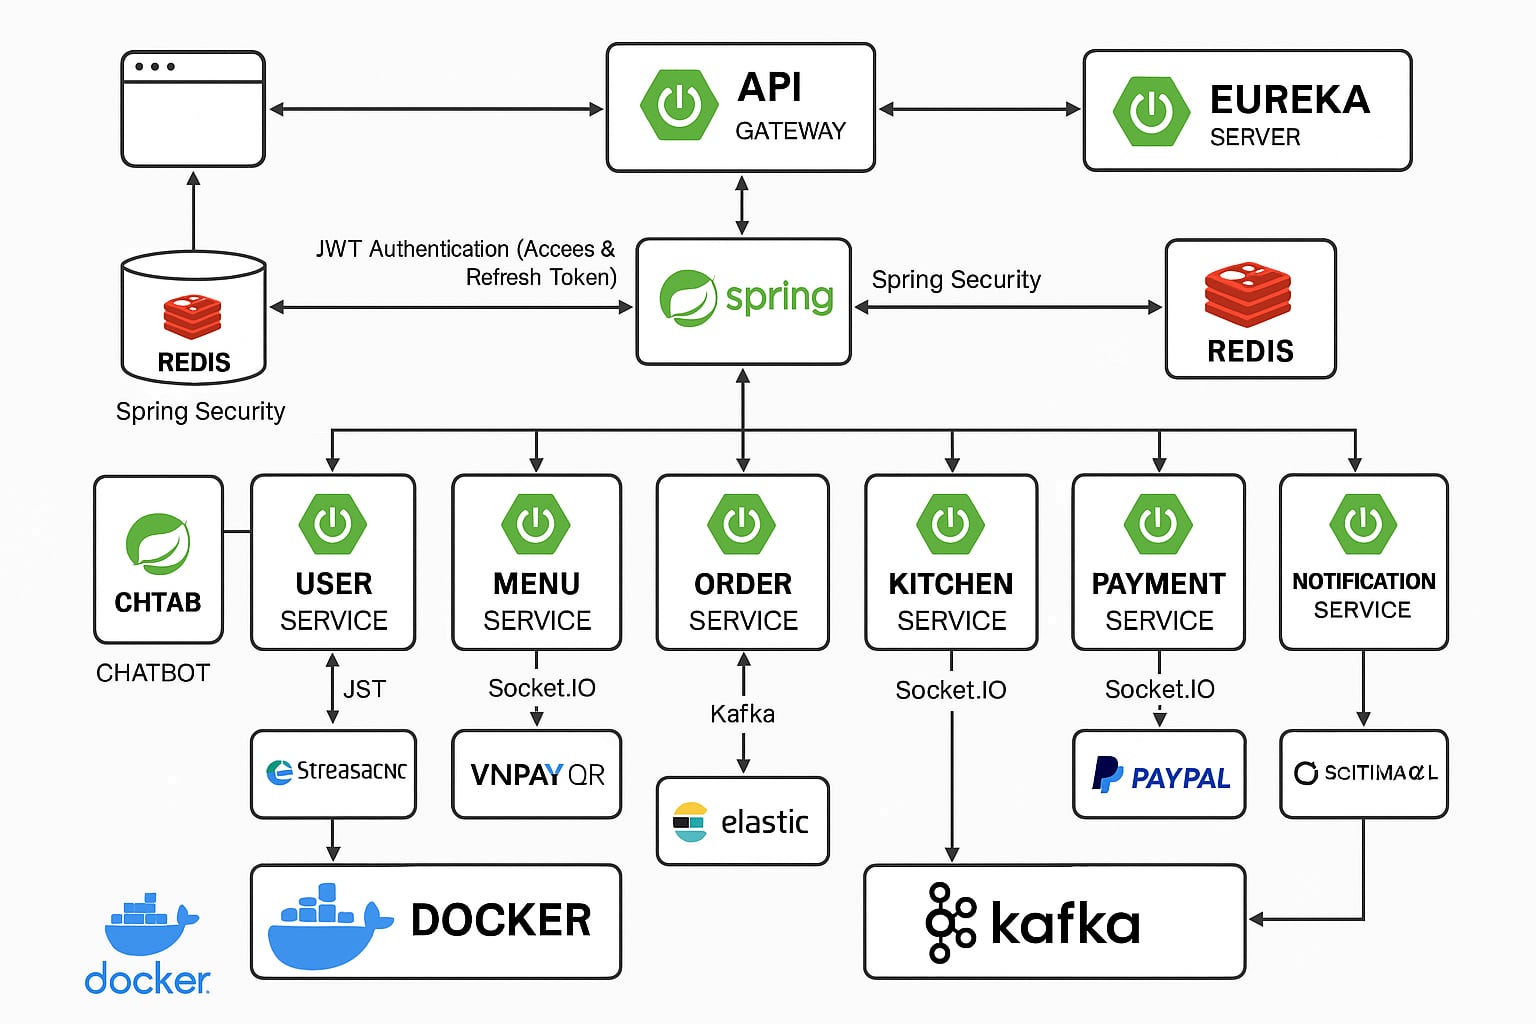 API
GATEWAY
EUREKA
SERVER
JWT Authentication (Accees &
Refresh Token)
spring
Spring Security
REDIS
REDIS
Spring Security
CHTAB
CHATBOT
USER
SERVICE
MENU
SERVICE
ORDER
SERVICE
KITCHEN
SERVICE
PAYMENT
SERVICE
NOTIFICATION
SERVICE
JST
Socket.IO
Kafka
Socket.IO
Socket.IO
StreasaCNC
VNPAY QR
elastic
PAYPAL
SCITIMAαL
docker.
DOCKER
kafka